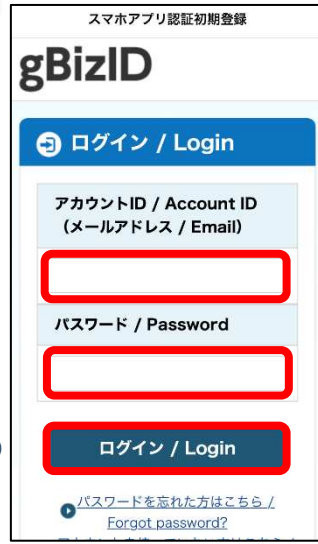 スマホアプリ認証初期登録
gBizID
ログイン / Login
アカウントID / Account ID
(メールアドレス / Email)
パスワード / Password
ログイン / Login
パスワードを忘れた方はこちら /
Forgot password?